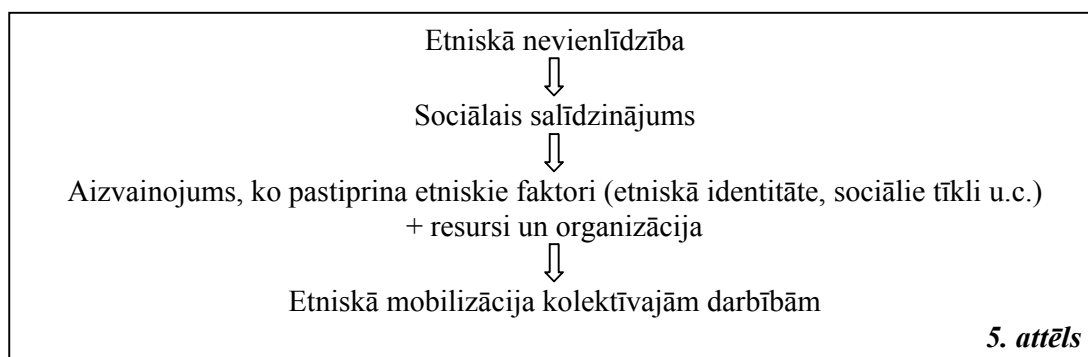 Etniskā nevienlīdzība
Sociālais salīdzinājums
Aizvainojums, ko pastiprina etniskie faktori (etniskā identitāte, sociālie tīkli u.c.)
+ resursi un organizācija
Etniskā mobilizācija kolektīvajām darbībām
5. attēls